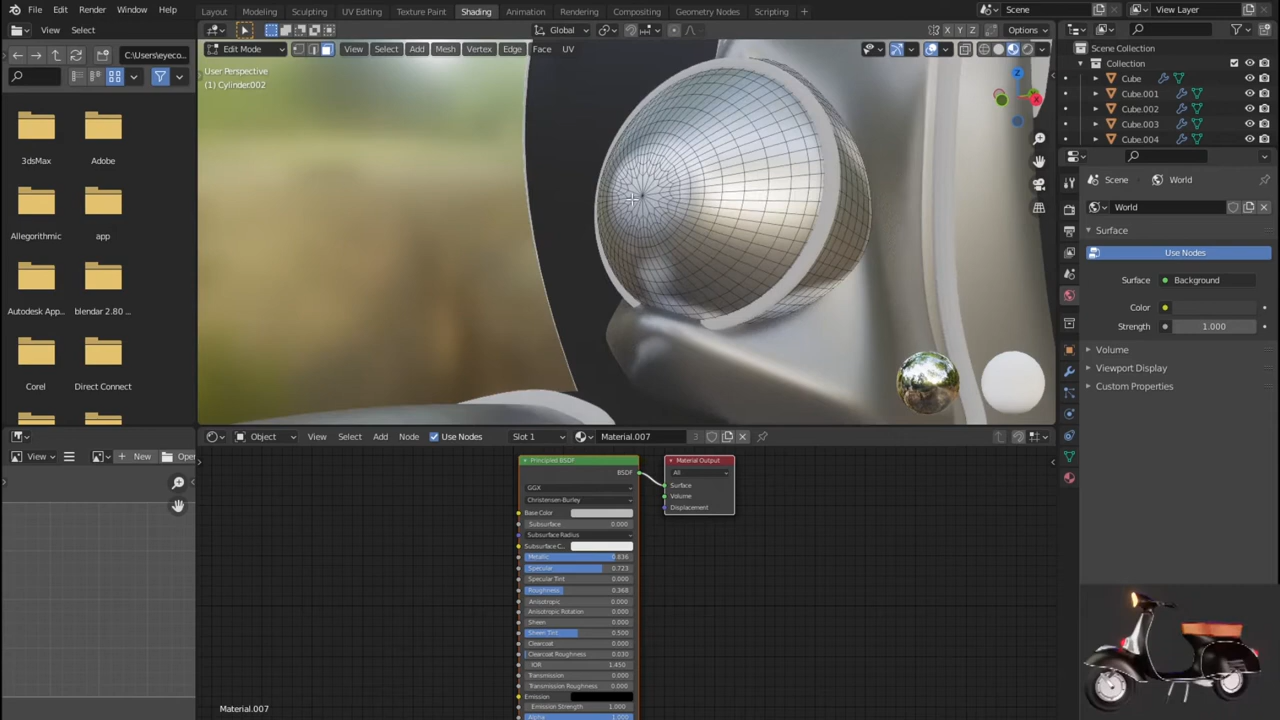 File Edit Render Window Help Layout Modeling Sculpting UV Editing Texture Paint Shading Animation Rendering Compositing Geometry Nodes Scripting + Scene View Layer
View Select Global Options
C:\Users\eyeco
Edit Mode View Select Add Mesh Vertex Edge Face UV
User Perspective
(1) Cylinder.002
Z
X Y Z
Scene Collection
Collection
Cube
Cube.001
Cube.002
Cube.003
Cube.004
3dsMax Adobe
Allegorithmic app
Autodesk App... blendar 2.80 ...
Corel Direct Connect
Scene World
World
Surface
Use Nodes
Surface Background
Color
Strength 1.000
Volume
Viewport Display
Custom Properties
View New Open
Object View Select Add Node Use Nodes Slot 1 Material.007 3
Principled BSDF
BSDF
GGX
Christensen-Burley
Base Color
Subsurface 0.000
Subsurface Radius
Subsurface C...
Metallic 0.836
Specular 0.723
Specular Tint 0.000
Roughness 0.368
Anisotropic 0.000
Anisotropic Rotation 0.000
Sheen 0.000
Sheen Tint 0.500
Clearcoat 0.000
Clearcoat Roughness 0.030
IOR 1.450
Transmission 0.000
Transmission Roughness 0.000
Emission
Emission Strength 1.000
Alpha 1.000
Material Output
All
Surface
Volume
Displacement
Material.007